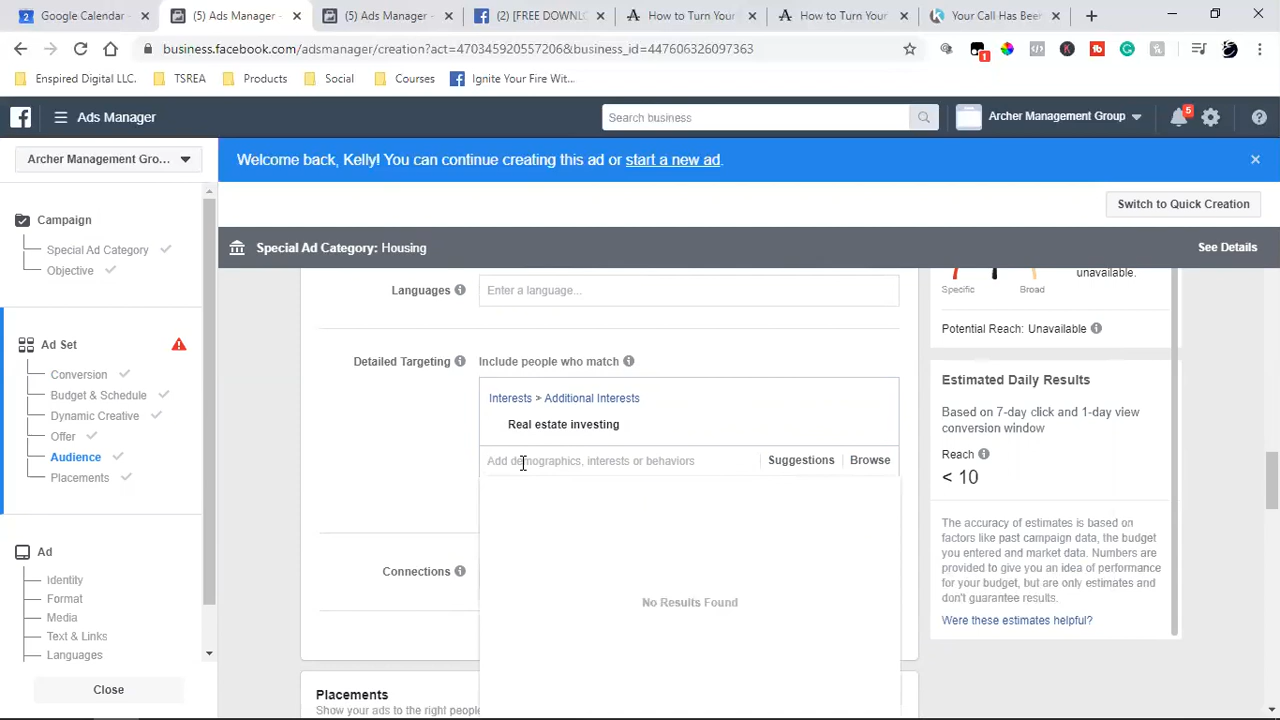 Google Calendar -
(5) Ads Manager -
(5) Ads Manager -
(2) [FREE DOWNL
How to Turn Your
How to Turn Your
Your Call Has Been
business.facebook.com/adsmanager/creation?act=470345920557206&business_id=447606326097363
1
Enspired Digital LLC.
TSREA
Products
Social
Courses
Ignite Your Fire Wit...
Ads Manager
Search business
Archer Management Group
5
Archer Management Gro...
Welcome back, Kelly! You can continue creating this ad or start a new ad.
Switch to Quick Creation
Campaign
Special Ad Category
Objective
Special Ad Category: Housing
See Details
Languages
Enter a language...
unavailable.
Specific
Broad
Potential Reach: Unavailable
Ad Set
Conversion
Budget & Schedule
Dynamic Creative
Offer
Audience
Placements
Detailed Targeting
Include people who match
Interests > Additional Interests
Real estate investing
Add demographics, interests or behaviors
Suggestions
Browse
No Results Found
Connections
Estimated Daily Results
Based on 7-day click and 1-day view
conversion window
Reach
< 10
The accuracy of estimates is based on
factors like past campaign data, the budget
you entered and market data. Numbers are
provided to give you an idea of performance
for your budget, but are only estimates and
don't guarantee results.
Were these estimates helpful?
Ad
Identity
Format
Media
Text & Links
Languages
Close
Placements
Show your ads to the right people